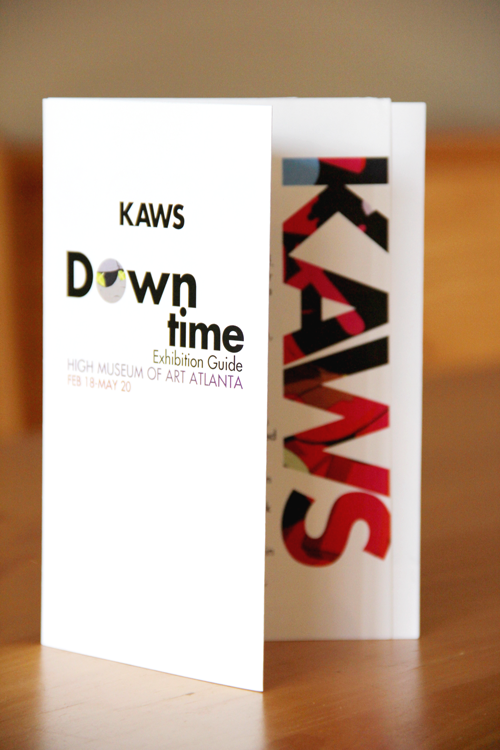 KAWS
Down
time
Exhibition Guide
HIGH MUSEUM OF ART ATLANTA
FEB 18-MAY 20
KAWS